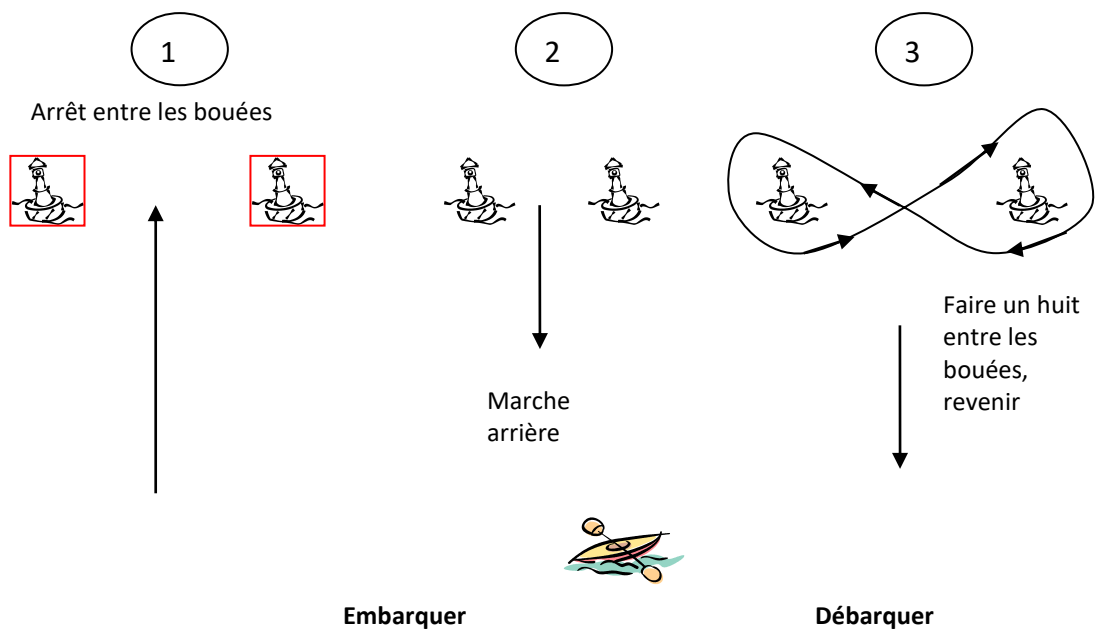 1
2
3
Arrêt entre les bouées
Faire un huit
entre les
bouées,
revenir
Marche
arrière
Embarquer
Débarquer